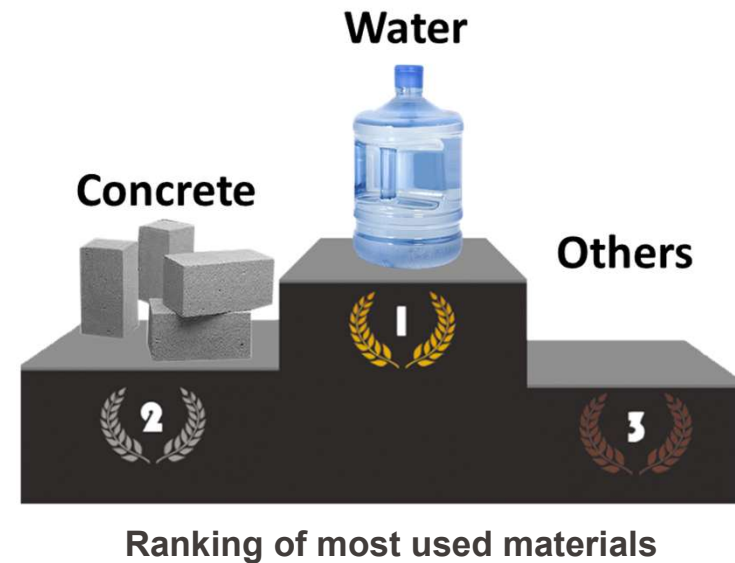 Water
Concrete
Others
1
2
3
Ranking of most used materials